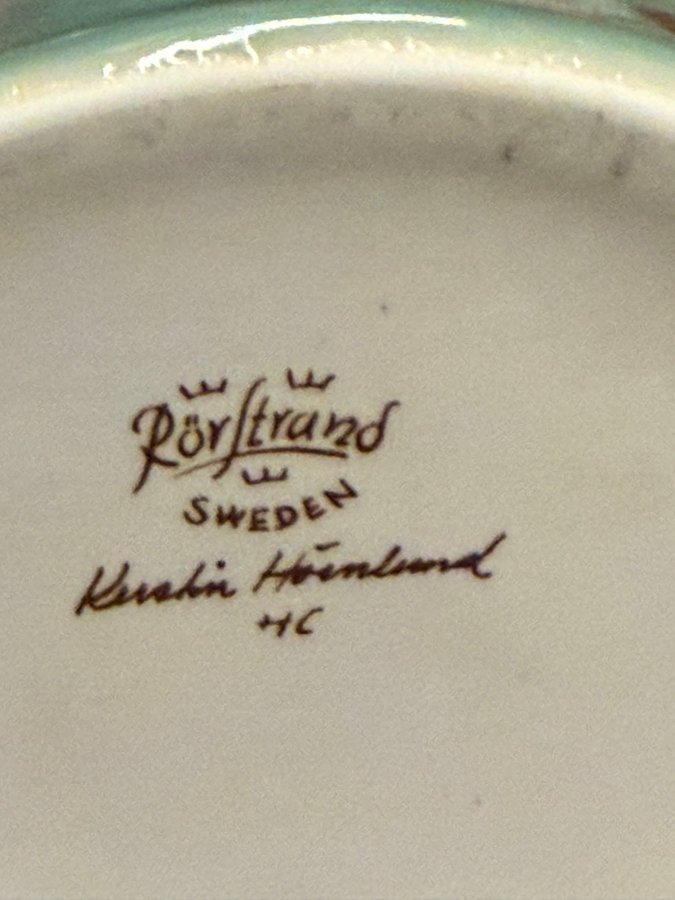 Rörstrand
SWEDEN
Kerstin Hörnlund
HC